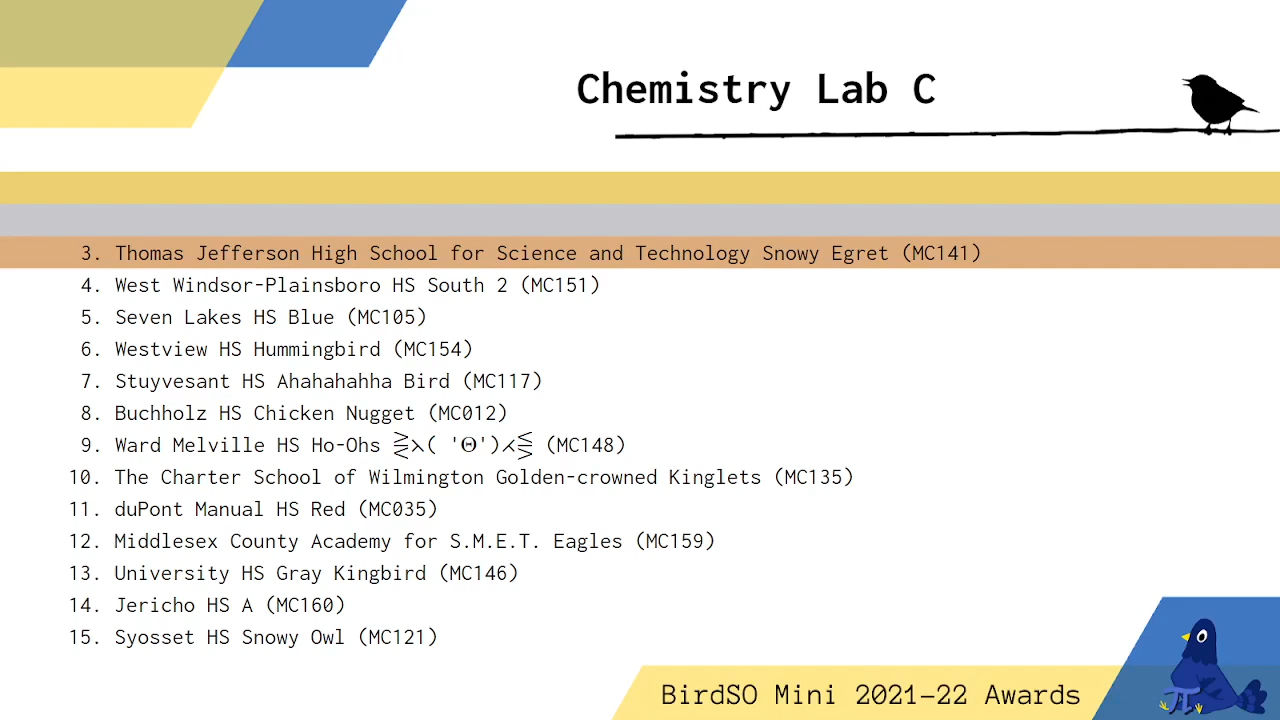 Chemistry Lab C
3. Thomas Jefferson High School for Science and Technology Snowy Egret (MC141)
4. West Windsor-Plainsboro HS South 2 (MC151)
5. Seven Lakes HS Blue (MC105)
6. Westview HS Hummingbird (MC154)
7. Stuyvesant HS Ahahahahha Bird (MC117)
8. Buchholz HS Chicken Nugget (MC012)
9. Ward Melville HS Ho-Ohs ⪌⋋( 'Θ')⋌⪋ (MC148)
10. The Charter School of Wilmington Golden-crowned Kinglets (MC135)
11. duPont Manual HS Red (MC035)
12. Middlesex County Academy for S.M.E.T. Eagles (MC159)
13. University HS Gray Kingbird (MC146)
14. Jericho HS A (MC160)
15. Syosset HS Snowy Owl (MC121)
BirdSO Mini 2021–22 Awards